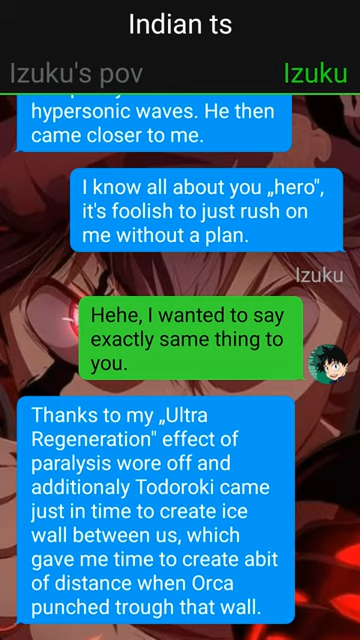 Indian ts
Izuku's pov
Izuku
hypersonic waves. He then
came closer to me.
I know all about you „hero",
it's foolish to just rush on
me without a plan.
Izuku
Hehe, I wanted to say
exactly same thing to
you.
Thanks to my „Ultra
Regeneration" effect of
paralysis wore off and
additionaly Todoroki came
just in time to create ice
wall between us, which
gave me time to create abit
of distance when Orca
punched trough that wall.